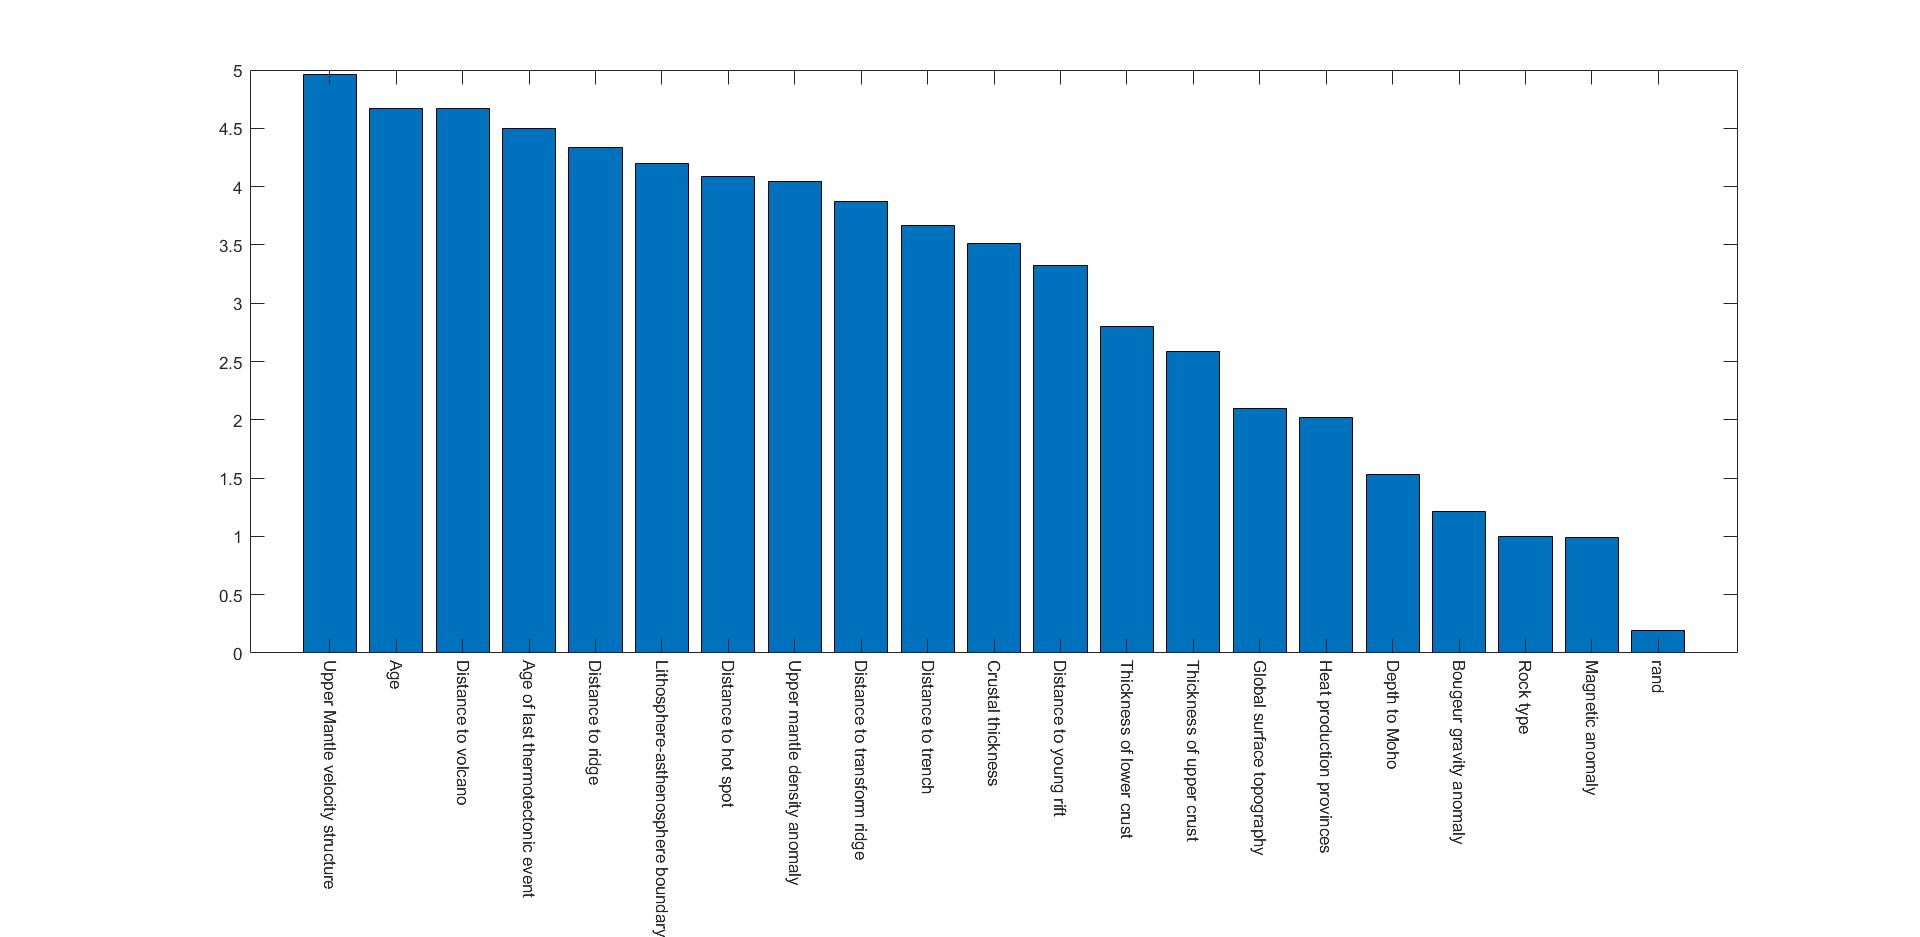 5
4.5
4
3.5
3
2.5
2
1.5
1
0.5
0
Upper Mantle velocity structure
Age
Distance to volcano
Age of last thermotectonic event
Distance to ridge
Lithosphere-asthenosphere boundary
Distance to hot spot
Upper mantle density anomaly
Distance to transform ridge
Distance to trench
Crustal thickness
Distance to young rift
Thickness of lower crust
Thickness of upper crust
Global surface topography
Heat production provinces
Depth to Moho
Bougeur gravity anomaly
Rock type
Magnetic anomaly
rand